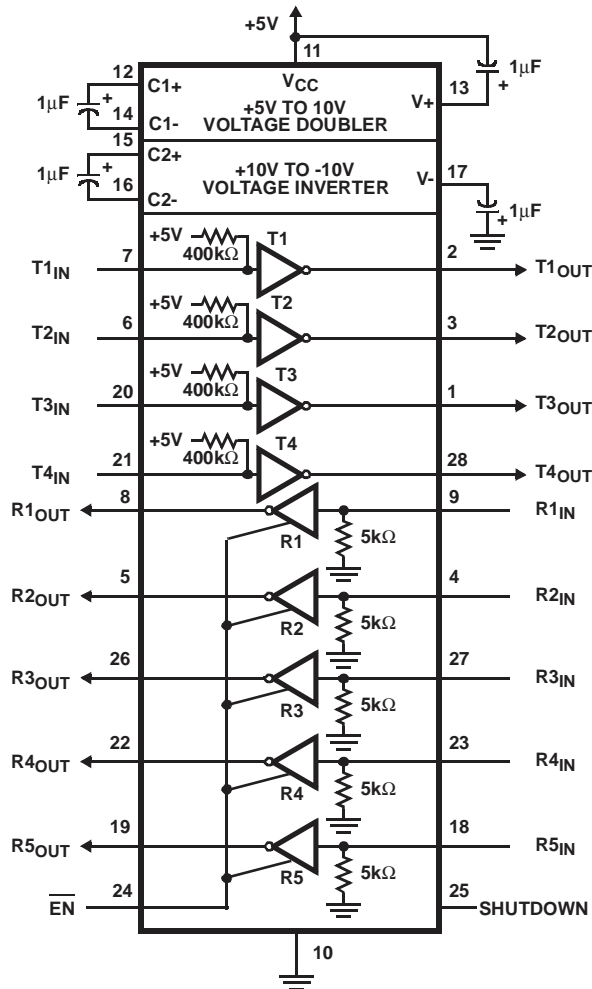 +5V
11
12
C1+
VCC
1μF
+
+5V TO 10V
VOLTAGE DOUBLER
V+
13
1μF
+
14
C1-
15
C2+
1μF
+
+10V TO -10V
VOLTAGE INVERTER
V-
17
16
C2-
1μF
+
+5V
400kΩ
T1
T1IN
7
2
T1OUT
+5V
400kΩ
T2
T2IN
6
3
T2OUT
+5V
400kΩ
T3
T3IN
20
1
T3OUT
+5V
400kΩ
T4
T4IN
21
28
T4OUT
R1OUT
8
9
R1IN
R1
5kΩ
R2OUT
5
4
R2IN
R2
5kΩ
R3OUT
26
27
R3IN
R3
5kΩ
R4OUT
22
23
R4IN
R4
5kΩ
R5OUT
19
18
R5IN
R5
5kΩ
EN
24
25
SHUTDOWN
10